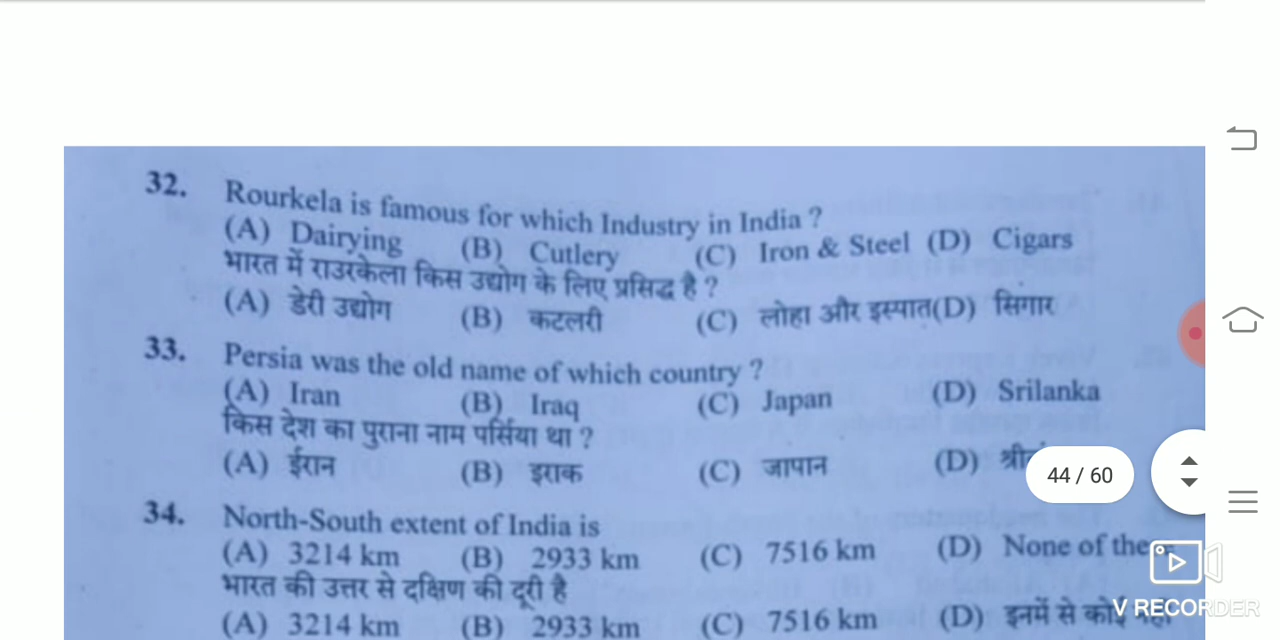 32. Rourkela is famous for which Industry in India ?
(A) Dairying (B) Cutlery (C) Iron & Steel (D) Cigars
भारत में राउरकेला किस उद्योग के लिए प्रसिद्ध है ?
(A) डेरी उद्योग (B) कटलरी (C) लोहा और इस्पात(D) सिगार
33. Persia was the old name of which country ?
(A) Iran (B) Iraq (C) Japan (D) Srilanka
किस देश का पुराना नाम पर्सिया था ?
(A) ईरान (B) इराक (C) जापान (D)
44 / 60
34. North-South extent of India is
(A) 3214 km (B) 2933 km (C) 7516 km (D) None of
भारत की उत्तर से दक्षिण की दूरी है
(A) 3214 km (B) 2933 km (C) 7516 km (D) इनमें से कोई नहीं
V RECORDER